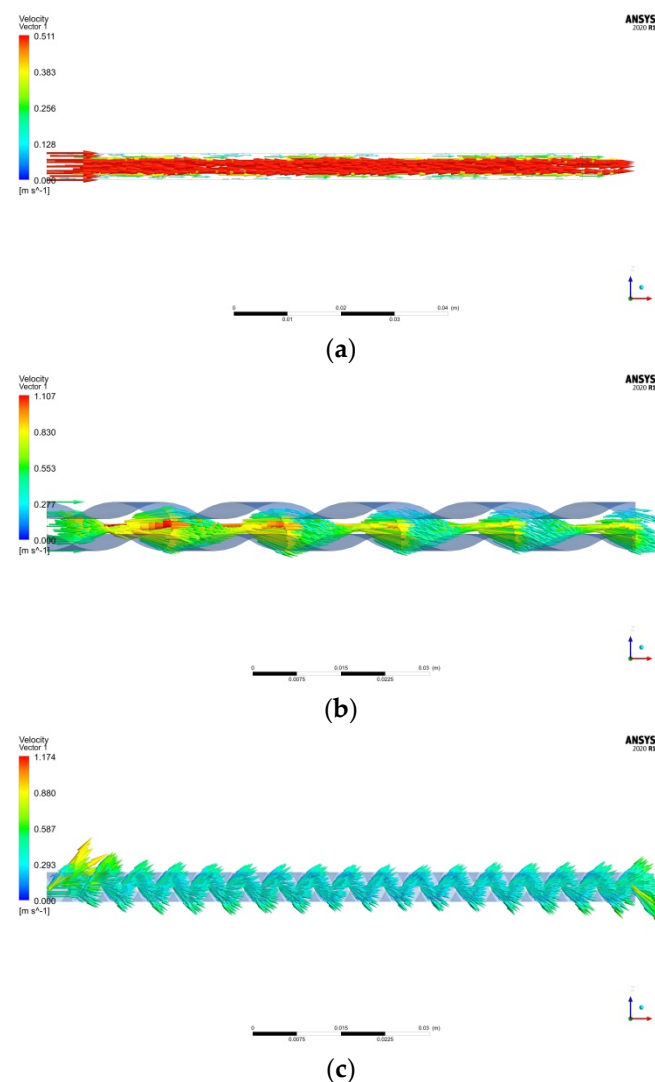 Velocity
Vector 1
ANSYS
2020 R1
0.511
0.383
0.256
0.128
0.000
[m s^-1]
Z
0
0.02
0.04 (m)
0.01
0.03
(a)
Velocity
Vector 1
ANSYS
2020 R1
1.107
0.830
0.553
0.277
0.000
[m s^-1]
Z
0
0.015
0.03 (m)
0.0075
0.0225
(b)
Velocity
Vector 1
ANSYS
2020 R1
1.174
0.880
0.587
0.293
0.000
[m s^-1]
Z
0
0.015
0.03 (m)
0.0075
0.0225
(c)